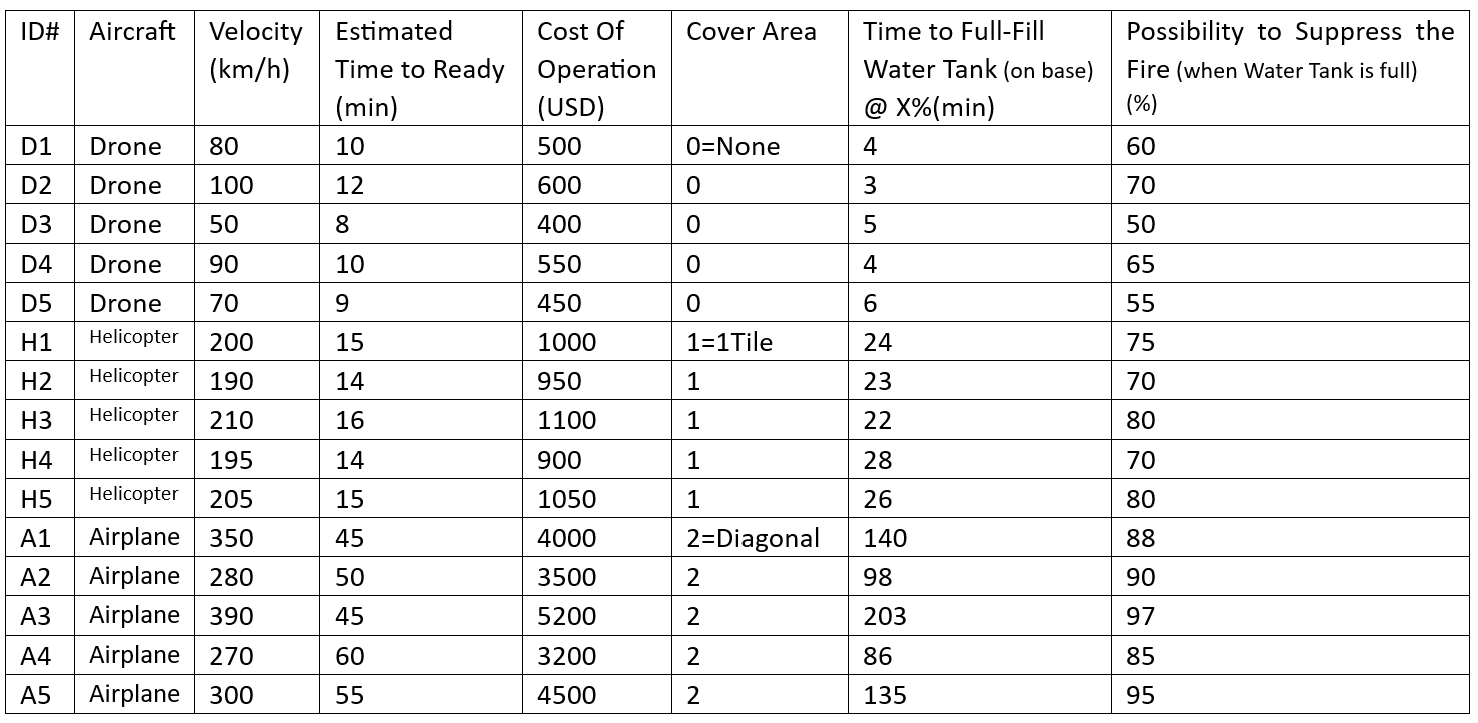 ID# Aircraft Velocity (km/h) Estimated Time to Ready (min) Cost Of Operation (USD) Cover Area Time to Full-Fill Water Tank (on base) @ X%(min) Possibility to Suppress the Fire (when Water Tank is full) (%)
D1 Drone 80 10 500 0=None 4 60
D2 Drone 100 12 600 0 3 70
D3 Drone 50 8 400 0 5 50
D4 Drone 90 10 550 0 4 65
D5 Drone 70 9 450 0 6 55
H1 Helicopter 200 15 1000 1=1Tile 24 75
H2 Helicopter 190 14 950 1 23 70
H3 Helicopter 210 16 1100 1 22 80
H4 Helicopter 195 14 900 1 28 70
H5 Helicopter 205 15 1050 1 26 80
A1 Airplane 350 45 4000 2=Diagonal 140 88
A2 Airplane 280 50 3500 2 98 90
A3 Airplane 390 45 5200 2 203 97
A4 Airplane 270 60 3200 2 86 85
A5 Airplane 300 55 4500 2 135 95